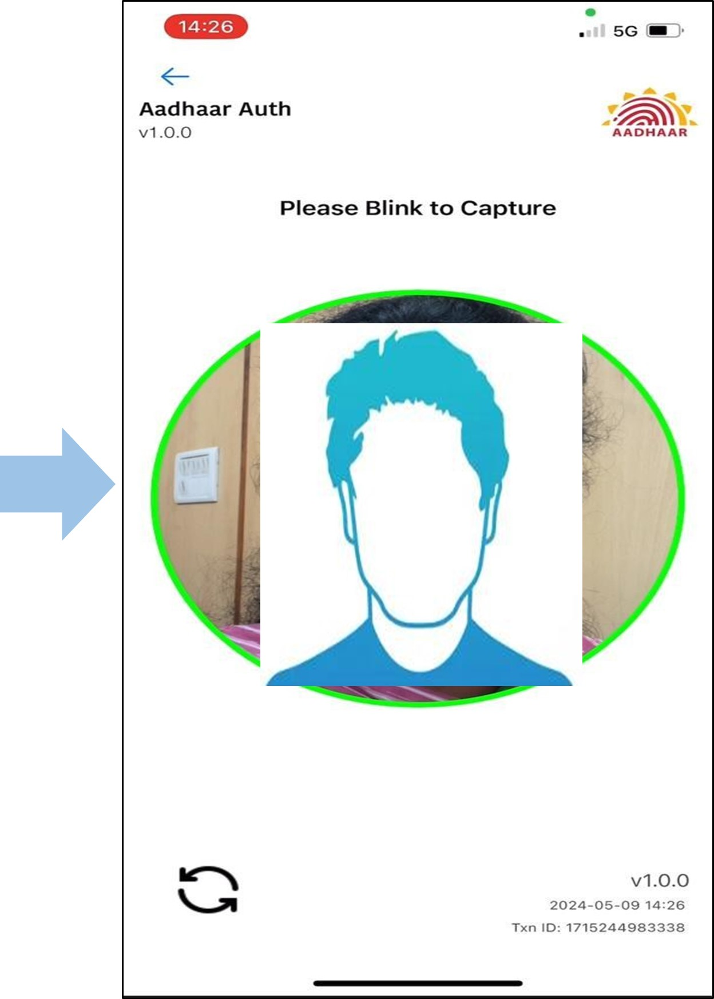 14:26
5G
Aadhaar Auth
v1.0.0
AADHAAR
Please Blink to Capture
v1.0.0
2024-05-09 14:26
Txn ID: 1715244983338